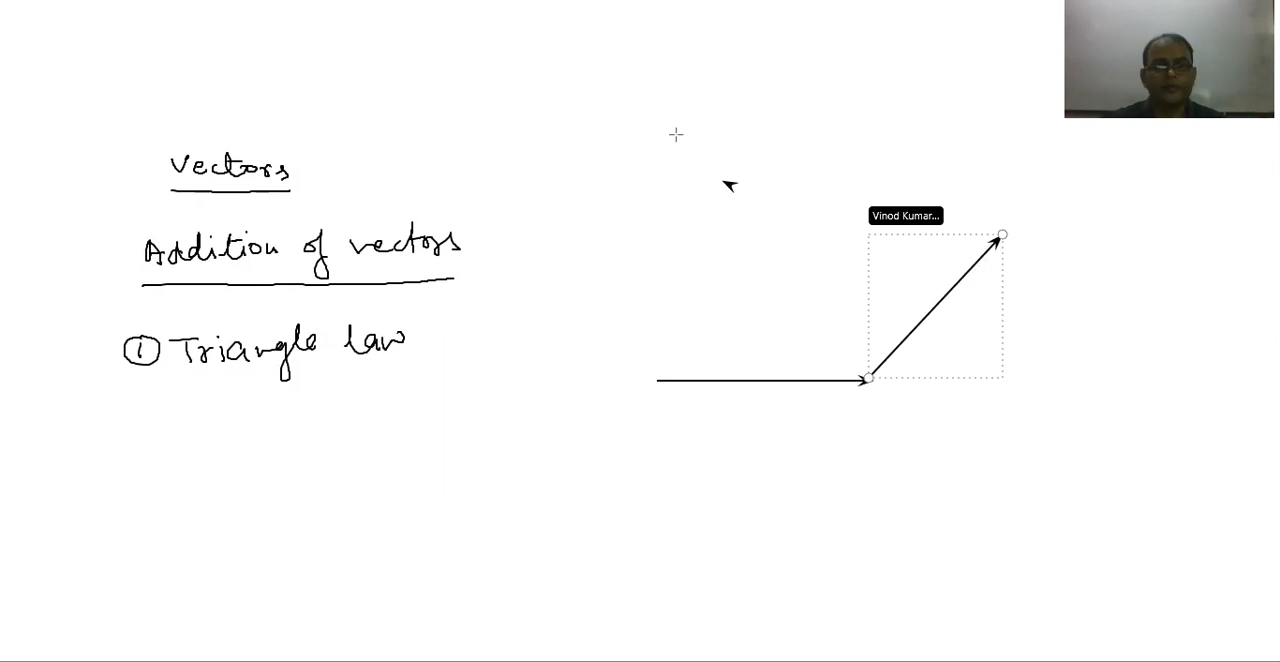 Vectors
Addition of vectors
① Triangle law
Vinod Kumar...